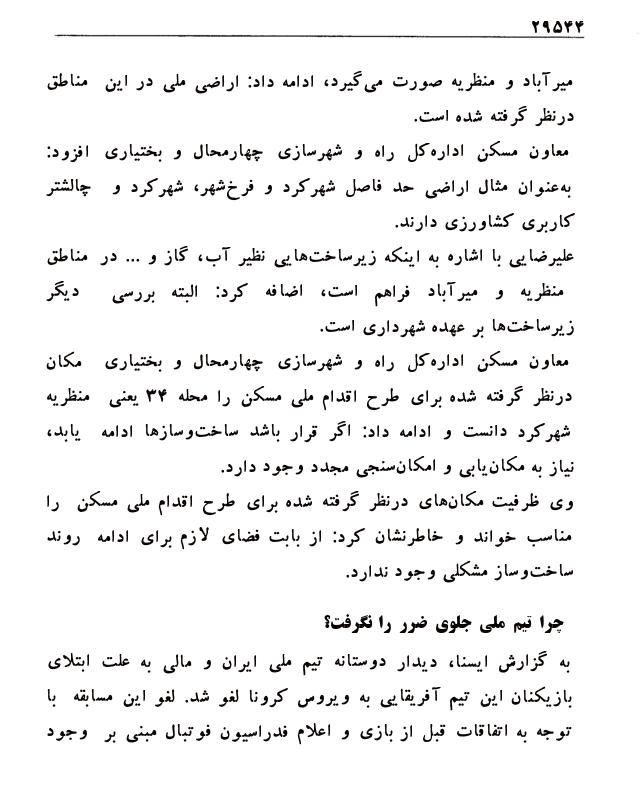 ۲۹۵۴۴
میرآباد و منظریه صورت می‌گیرد، ادامه داد: اراضی ملی در این مناطق
درنظر گرفته شده است.
معاون مسکن اداره‌کل راه و شهرسازی چهارمحال و بختیاری افزود:
به‌عنوان مثال اراضی حد فاصل شهرکرد و فرخ‌شهر، شهرکرد و چالشتر
کاربری کشاورزی دارند.
علیرضایی با اشاره به اینکه زیرساخت‌هایی نظیر آب، گاز و ... در مناطق
منظریه و میرآباد فراهم است، اضافه کرد: البته بررسی دیگر
زیرساخت‌ها بر عهده شهرداری است.
معاون مسکن اداره‌کل راه و شهرسازی چهارمحال و بختیاری مکان
درنظر گرفته شده برای طرح اقدام ملی مسکن را محله ۳۴ یعنی منظریه
شهرکرد دانست و ادامه داد: اگر قرار باشد ساخت‌وسازها ادامه یابد،
نیاز به مکان‌یابی و امکان‌سنجی مجدد وجود دارد.
وی ظرفیت مکان‌های درنظر گرفته شده برای طرح اقدام ملی مسکن را
مناسب خواند و خاطرنشان کرد: از بابت فضای لازم برای ادامه روند
ساخت‌وساز مشکلی وجود ندارد.
چرا تیم ملی جلوی ضرر را نگرفت؟
به گزارش ایسنا، دیدار دوستانه تیم ملی ایران و مالی به علت ابتلای
بازیکنان این تیم آفریقایی به ویروس کرونا لغو شد. لغو این مسابقه با
توجه به اتفاقات قبل از بازی و اعلام فدراسیون فوتبال مبنی بر وجود